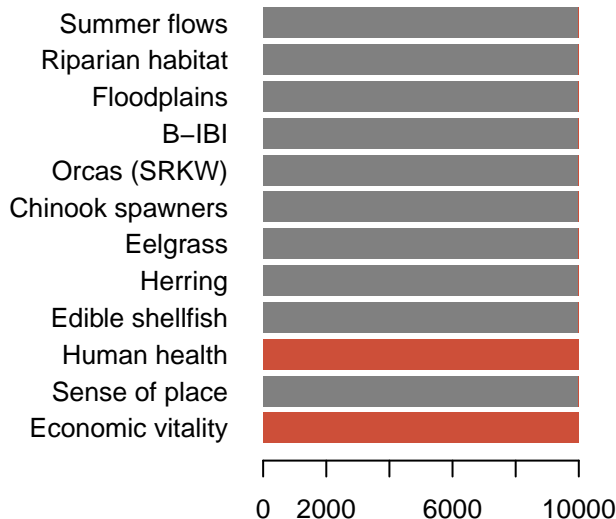 Summer flows
Riparian habitat
Floodplains
B−IBI
Orcas (SRKW)
Chinook spawners
Eelgrass
Herring
Edible shellfish
Human health
Sense of place
Economic vitality
0 2000 6000 10000